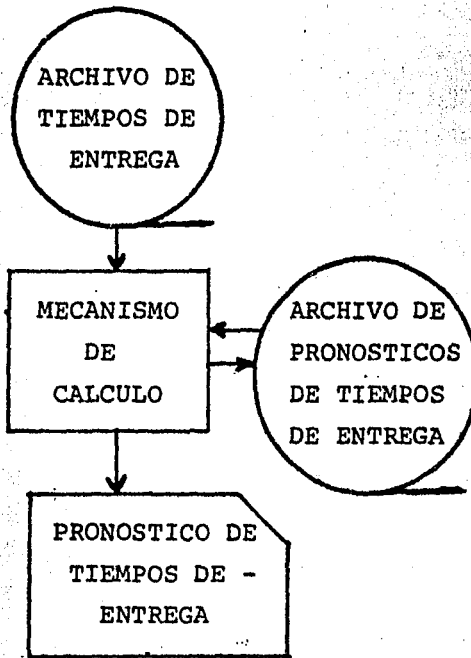 ARCHIVO DE
TIEMPOS DE
ENTREGA
MECANISMO
DE
CALCULO
ARCHIVO DE
PRONOSTICOS
DE TIEMPOS
DE ENTREGA
PRONOSTICO DE
TIEMPOS DE -
ENTREGA